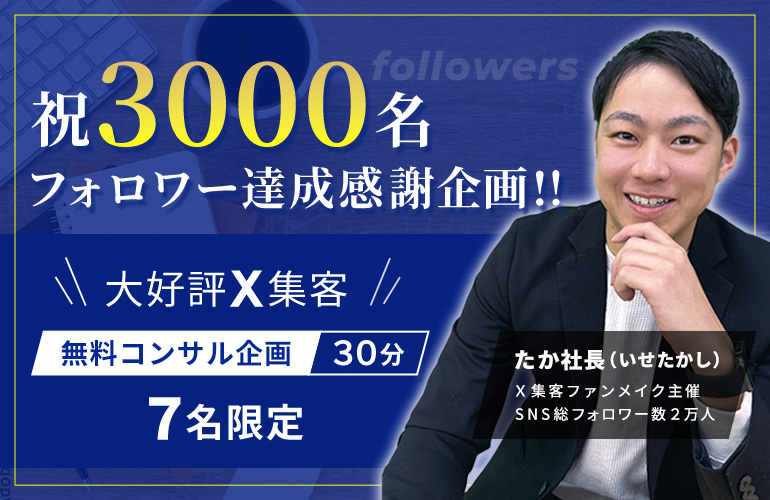 followers
祝3000名
フォロワー達成感謝企画!!
大好評X集客
無料コンサル企画 30分
7名限定
たか社長(いせたかし)
X集客ファンメイク主催
SNS総フォロワー数2万人